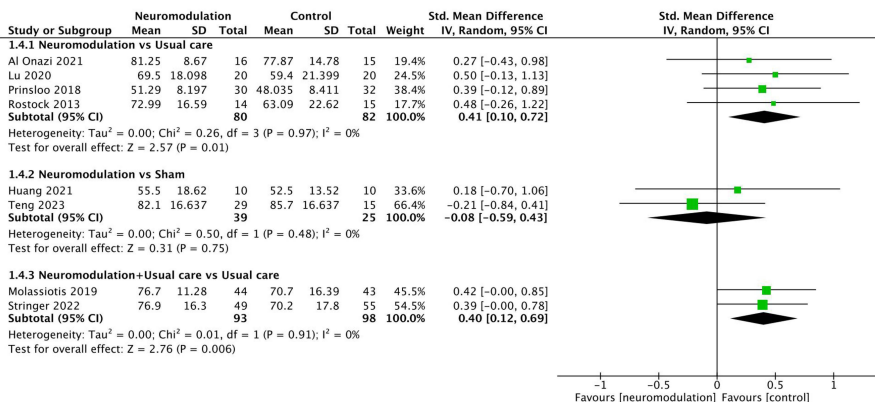 Neuromodulation Control Std. Mean Difference Std. Mean Difference
Study or Subgroup Mean SD Total Mean SD Total Weight IV, Random, 95% CI IV, Random, 95% CI
1.4.1 Neuromodulation vs Usual care
Al Onazi 2021 81.25 8.67 16 77.87 14.78 15 19.4% 0.27 [-0.43, 0.98]
Lu 2020 69.5 18.098 20 59.4 21.399 20 24.5% 0.50 [-0.13, 1.13]
Prinsloo 2018 51.29 8.197 30 48.035 8.411 32 38.4% 0.39 [-0.12, 0.89]
Rostock 2013 72.99 16.59 14 63.09 22.62 15 17.7% 0.48 [-0.26, 1.22]
Subtotal (95% CI) 80 82 100.0% 0.41 [0.10, 0.72]
Heterogeneity: Tau² = 0.00; Chi² = 0.26, df = 3 (P = 0.97); I² = 0%
Test for overall effect: Z = 2.57 (P = 0.01)
1.4.2 Neuromodulation vs Sham
Huang 2021 55.5 18.62 10 52.5 13.52 10 33.6% 0.18 [-0.70, 1.06]
Teng 2023 82.1 16.637 29 85.7 16.637 15 66.4% -0.21 [-0.84, 0.41]
Subtotal (95% CI) 39 25 100.0% -0.08 [-0.59, 0.43]
Heterogeneity: Tau² = 0.00; Chi² = 0.50, df = 1 (P = 0.48); I² = 0%
Test for overall effect: Z = 0.31 (P = 0.75)
1.4.3 Neuromodulation+Usual care vs Usual care
Molassiotis 2019 76.7 11.28 44 70.7 16.39 43 45.5% 0.42 [-0.00, 0.85]
Stringer 2022 76.9 16.3 49 70.2 17.8 55 54.5% 0.39 [-0.00, 0.78]
Subtotal (95% CI) 93 98 100.0% 0.40 [0.12, 0.69]
Heterogeneity: Tau² = 0.00; Chi² = 0.01, df = 1 (P = 0.91); I² = 0%
Test for overall effect: Z = 2.76 (P = 0.006)
-1 -0.5 0 0.5 1
Favours [neuromodulation] Favours [control]